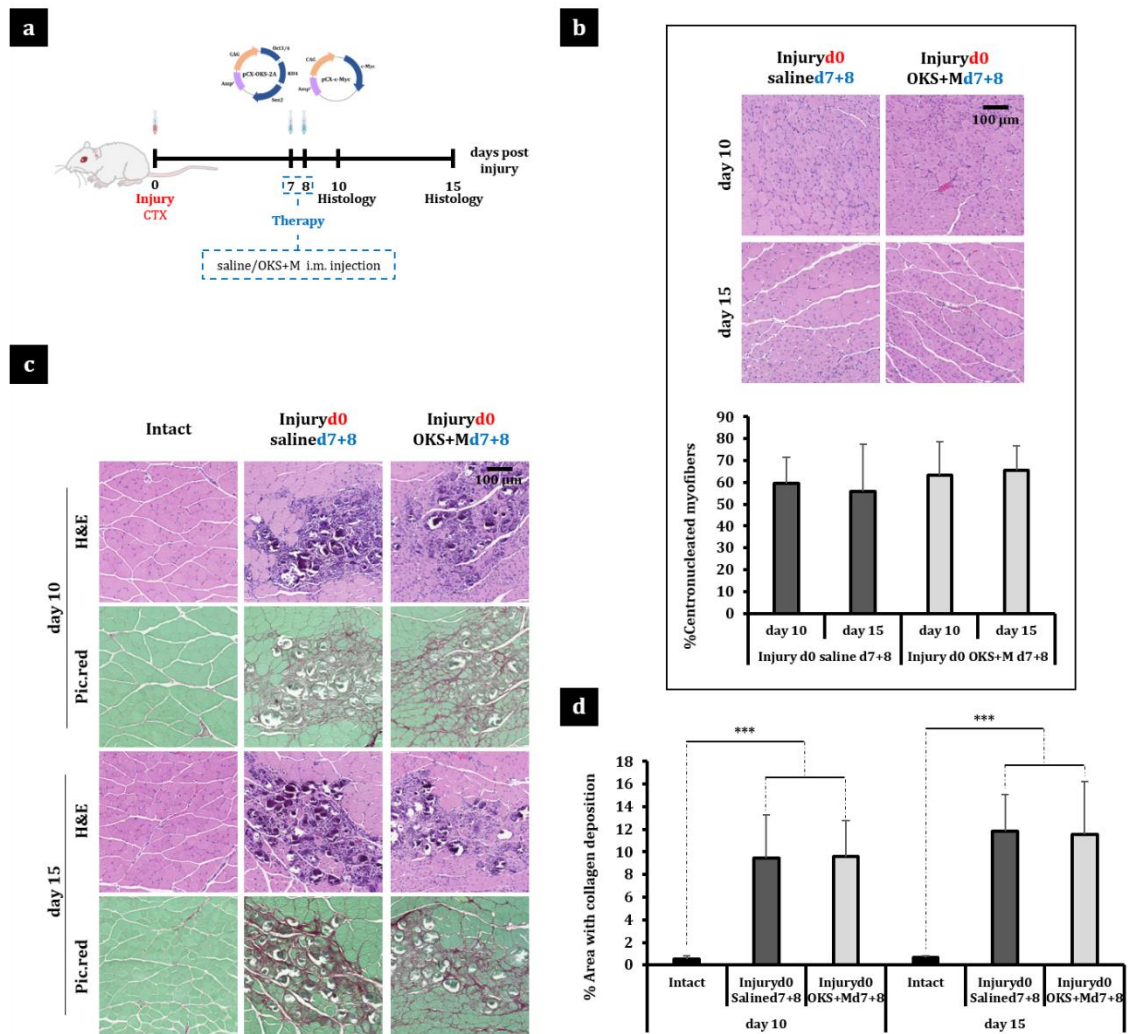 a
CAG
Oct3/4
pCX-OKS-2A
Klf4
Ampʳ
Sox2
CAG
c-Myc
pCX-c-Myc
Ampʳ
days post
injury
0
7
8
10
15
Injury
CTX
Histology
Histology
Therapy
saline/OKS+M i.m. injection
b
Injuryd0
salined7+8
Injuryd0
OKS+Md7+8
100 µm
day 10
day 15
%Centronucleated myofibers
90
80
70
60
50
40
30
20
10
0
day 10
day 15
day 10
day 15
Injury d0 saline d7+8
Injury d0 OKS+M d7+8
c
Intact
Injuryd0
salined7+8
Injuryd0
OKS+Md7+8
100 µm
day 10
H&E
Pic.red
day 15
H&E
Pic.red
d
***
***
% Area with collagen deposition
18
16
14
12
10
8
6
4
2
0
Intact
Injuryd0
Salined7+8
Injuryd0
OKS+Md7+8
Intact
Injuryd0
Salined7+8
Injuryd0
OKS+Md7+8
day 10
day 15